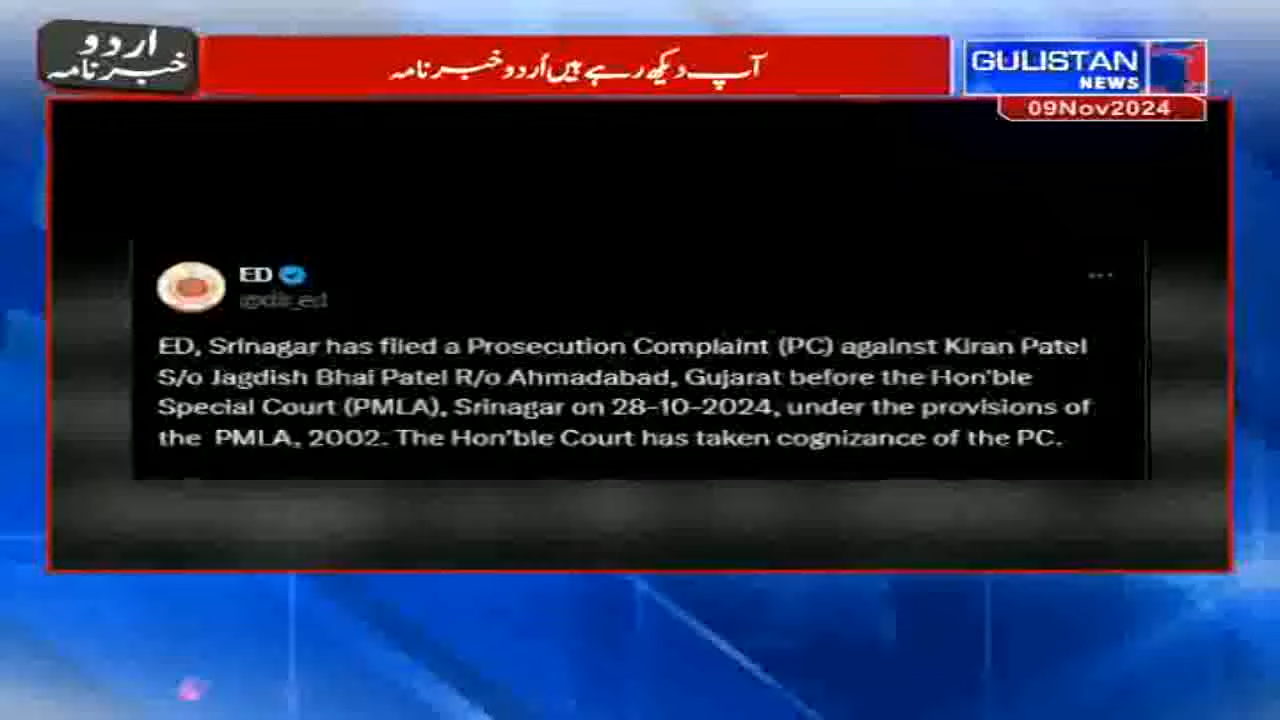 اردو
خبرنامہ
آپ دیکھ رہے ہیں اُردو خبرنامہ
GULISTAN
NEWS
09Nov2024
ED
@dir_ed
ED, Srinagar has filed a Prosecution Complaint (PC) against Kiran Patel
S/o Jagdish Bhai Patel R/o Ahmadabad, Gujarat before the Hon'ble
Special Court (PMLA), Srinagar on 28-10-2024, under the provisions of
the PMLA, 2002. The Hon'ble Court has taken cognizance of the PC.